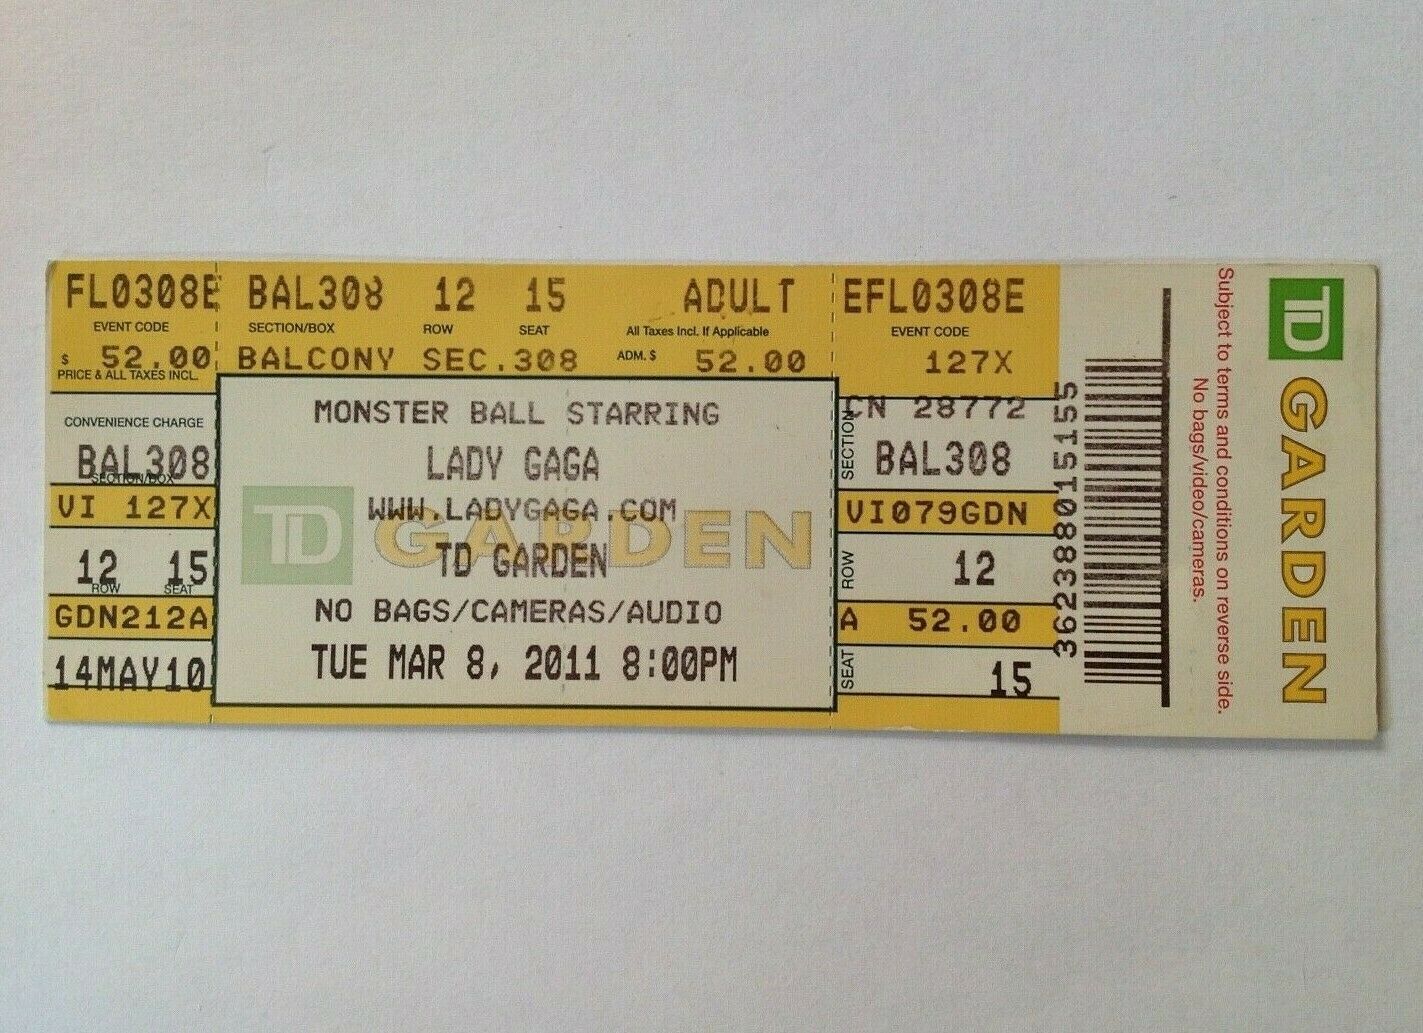 FL0308E
EVENT CODE
$ 52.00
PRICE & ALL TAXES INCL.
CONVENIENCE CHARGE
BAL308
SECTION/BOX
VI 127X
12 15
ROW SEAT
GDN212A
14MAY10
BAL308 12 15 ADULT
SECTION/BOX ROW SEAT All Taxes Incl. If Applicable
BALCONY SEC.308 ADM. $ 52.00
MONSTER BALL STARRING
LADY GAGA
WWW.LADYGAGA.COM
TD GARDEN
TD GARDEN
NO BAGS/CAMERAS/AUDIO
TUE MAR 8, 2011 8:00PM
EFL0308E
EVENT CODE
127X
CN 28772
SECTION BAL308
VI079GDN
ROW 12
A 52.00
SEAT 15
3623880151 55
Subject to terms and conditions on reverse side.
No bags/video/cameras.
TD GARDEN